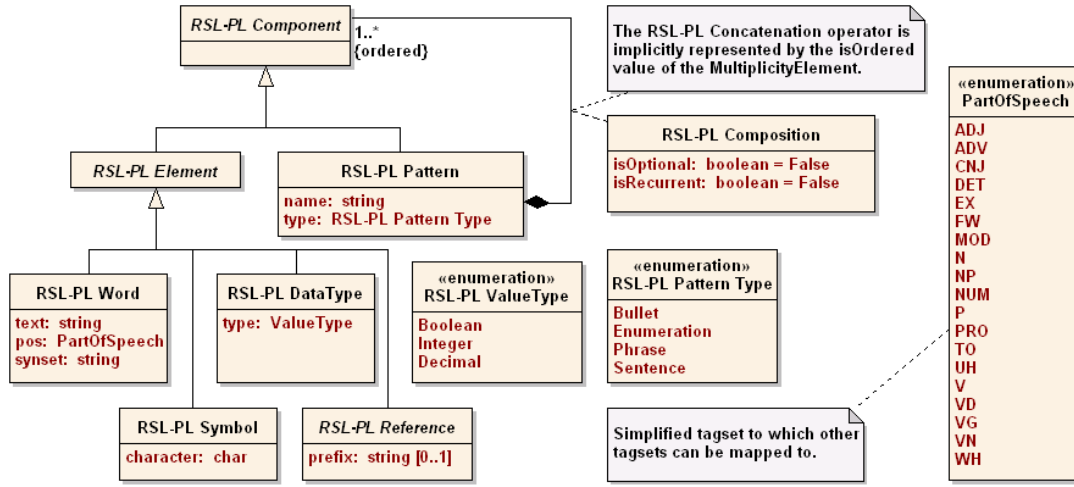 RSL-PL Component
1..*
{ordered}
The RSL-PL Concatenation operator is
implicitly represented by the isOrdered
value of the MultiplicityElement.
«enumeration»
PartOfSpeech
ADJ
ADV
CNJ
DET
EX
FW
MOD
N
NP
NUM
P
PRO
TO
UH
V
VD
VG
VN
WH
RSL-PL Composition
isOptional: boolean = False
isRecurrent: boolean = False
RSL-PL Element
RSL-PL Pattern
name: string
type: RSL-PL Pattern Type
RSL-PL Word
text: string
pos: PartOfSpeech
synset: string
RSL-PL DataType
type: ValueType
«enumeration»
RSL-PL ValueType
Boolean
Integer
Decimal
«enumeration»
RSL-PL Pattern Type
Bullet
Enumeration
Phrase
Sentence
RSL-PL Symbol
character: char
RSL-PL Reference
prefix: string [0..1]
Simplified tagset to which other
tagsets can be mapped to.